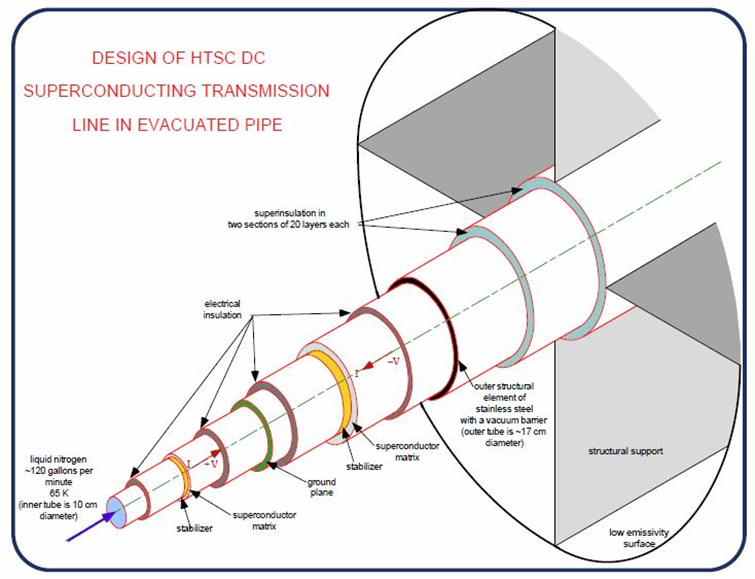 DESIGN OF HTSC DC
SUPERCONDUCTING TRANSMISSION
LINE IN EVACUATED PIPE
superinsulation in
two sections of 20 layers each
electrical
insulation
I
–V
outer structural
element of
stainless steel
with a vacuum barrier
(outer tube is ~17 cm
diameter)
superconductor
matrix
stabilizer
structural support
liquid nitrogen
~120 gallons per
minute
65 K
(inner tube is 10 cm
diameter)
I
+V
ground
plane
superconductor
matrix
stabilizer
low emissivity
surface